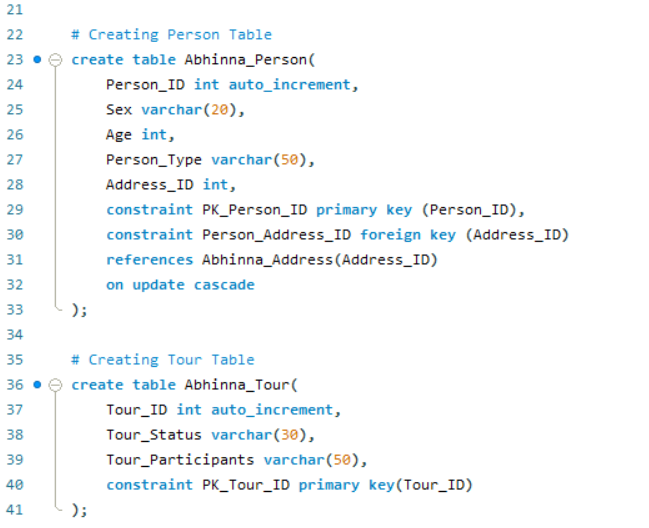 21
22 # Creating Person Table
23 create table Abhinna_Person(
24 Person_ID int auto_increment,
25 Sex varchar(20),
26 Age int,
27 Person_Type varchar(50),
28 Address_ID int,
29 constraint PK_Person_ID primary key (Person_ID),
30 constraint Person_Address_ID foreign key (Address_ID)
31 references Abhinna_Address(Address_ID)
32 on update cascade
33 );
34
35 # Creating Tour Table
36 create table Abhinna_Tour(
37 Tour_ID int auto_increment,
38 Tour_Status varchar(30),
39 Tour_Participants varchar(50),
40 constraint PK_Tour_ID primary key(Tour_ID)
41 );